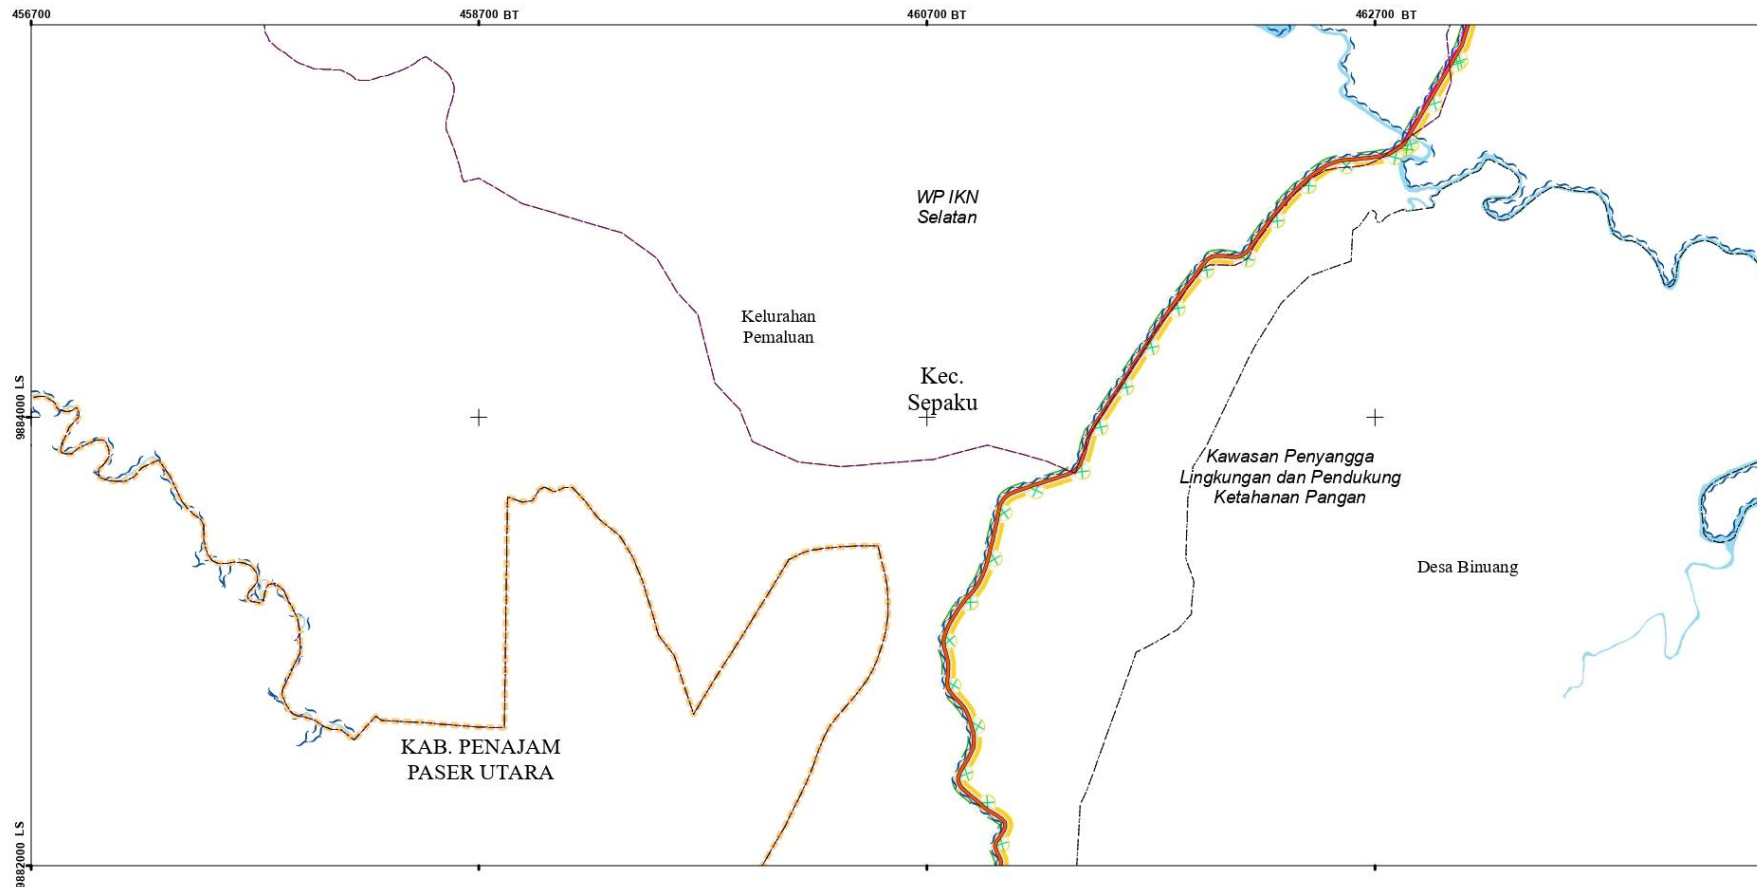 456700
458700 BT
460700 BT
462700 BT
WP IKN
Selatan
Kelurahan
Pemaluan
Kec.
Sepaku
9884000 LS
Kawasan Penyangga
Lingkungan dan Pendukung
Ketahanan Pangan
Desa Binuang
KAB. PENAJAM
PASER UTARA
9882000 LS